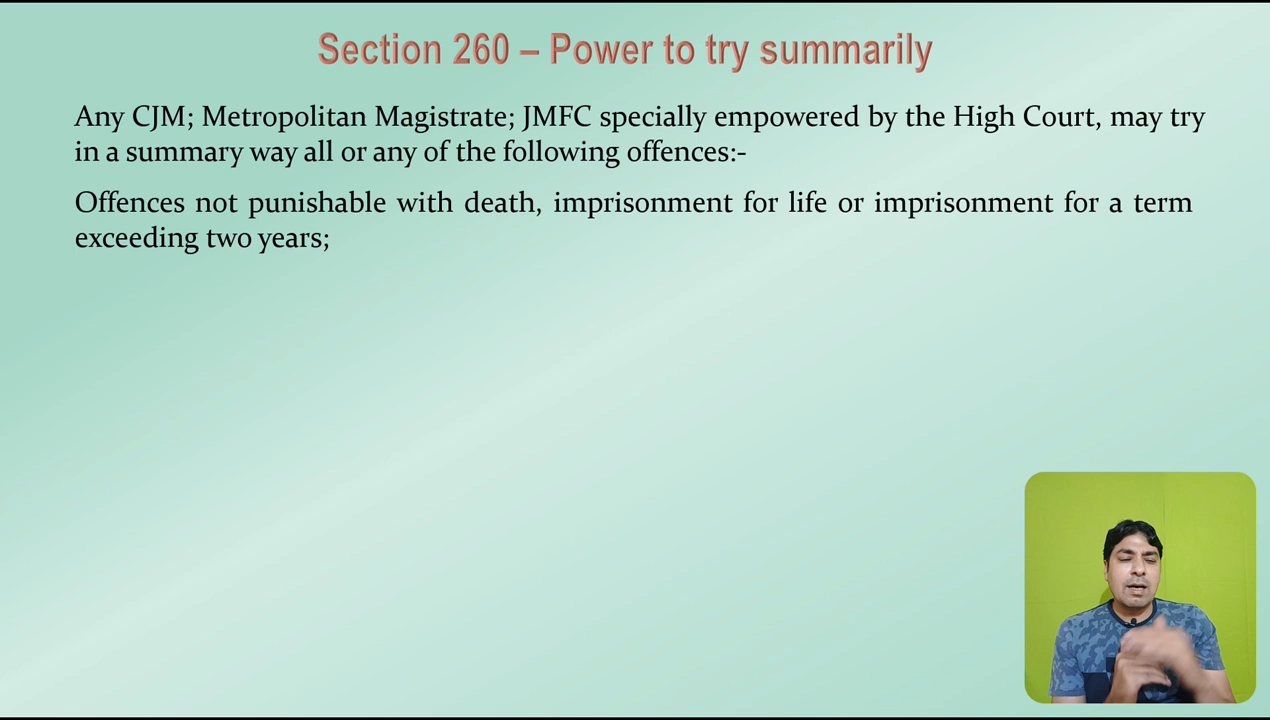 Section 260 – Power to try summarily
Any CJM; Metropolitan Magistrate; JMFC specially empowered by the High Court, may try
in a summary way all or any of the following offences:-
Offences not punishable with death, imprisonment for life or imprisonment for a term
exceeding two years;